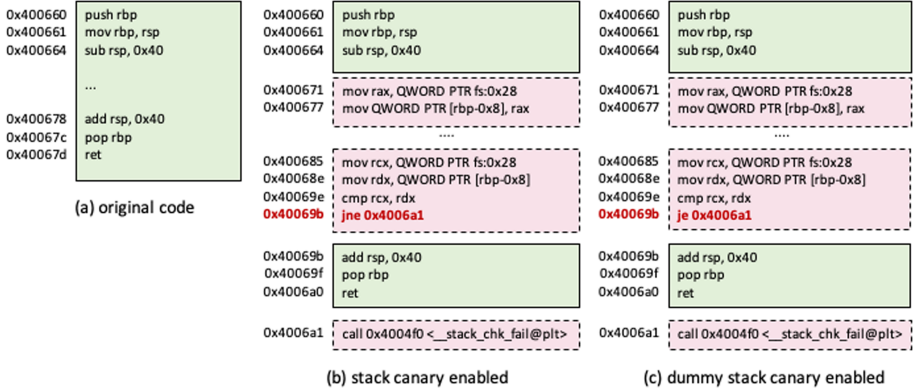 0x400660 push rbp
0x400661 mov rbp, rsp
0x400664 sub rsp, 0x40
...
0x400678 add rsp, 0x40
0x40067c pop rbp
0x40067d ret
(a) original code
0x400660 push rbp
0x400661 mov rbp, rsp
0x400664 sub rsp, 0x40
0x400671 mov rax, QWORD PTR fs:0x28
0x400677 mov QWORD PTR [rbp-0x8], rax
....
0x400685 mov rcx, QWORD PTR fs:0x28
0x40068e mov rdx, QWORD PTR [rbp-0x8]
0x40069e cmp rcx, rdx
0x40069b jne 0x4006a1
0x40069b add rsp, 0x40
0x40069f pop rbp
0x4006a0 ret
0x4006a1 call 0x4004f0 <__stack_chk_fail@plt>
(b) stack canary enabled
0x400660 push rbp
0x400661 mov rbp, rsp
0x400664 sub rsp, 0x40
0x400671 mov rax, QWORD PTR fs:0x28
0x400677 mov QWORD PTR [rbp-0x8], rax
....
0x400685 mov rcx, QWORD PTR fs:0x28
0x40068e mov rdx, QWORD PTR [rbp-0x8]
0x40069e cmp rcx, rdx
0x40069b je 0x4006a1
0x40069b add rsp, 0x40
0x40069f pop rbp
0x4006a0 ret
0x4006a1 call 0x4004f0 <__stack_chk_fail@plt>
(c) dummy stack canary enabled